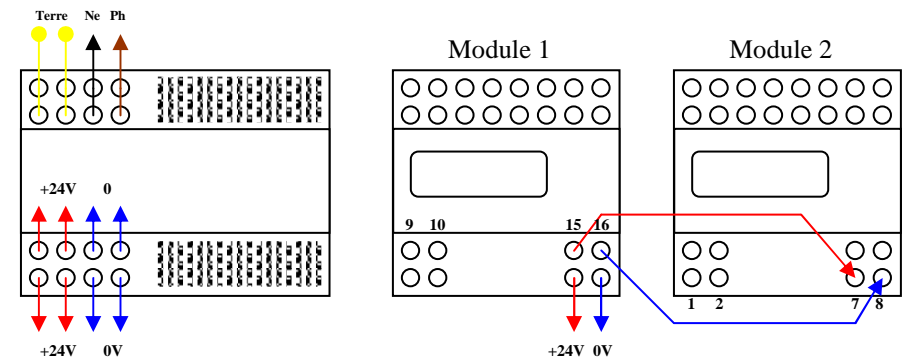 Terre Ne Ph
Module 1 Module 2
+24V 0
9 10 15 16
1 2 7 8
+24V 0V +24V 0V